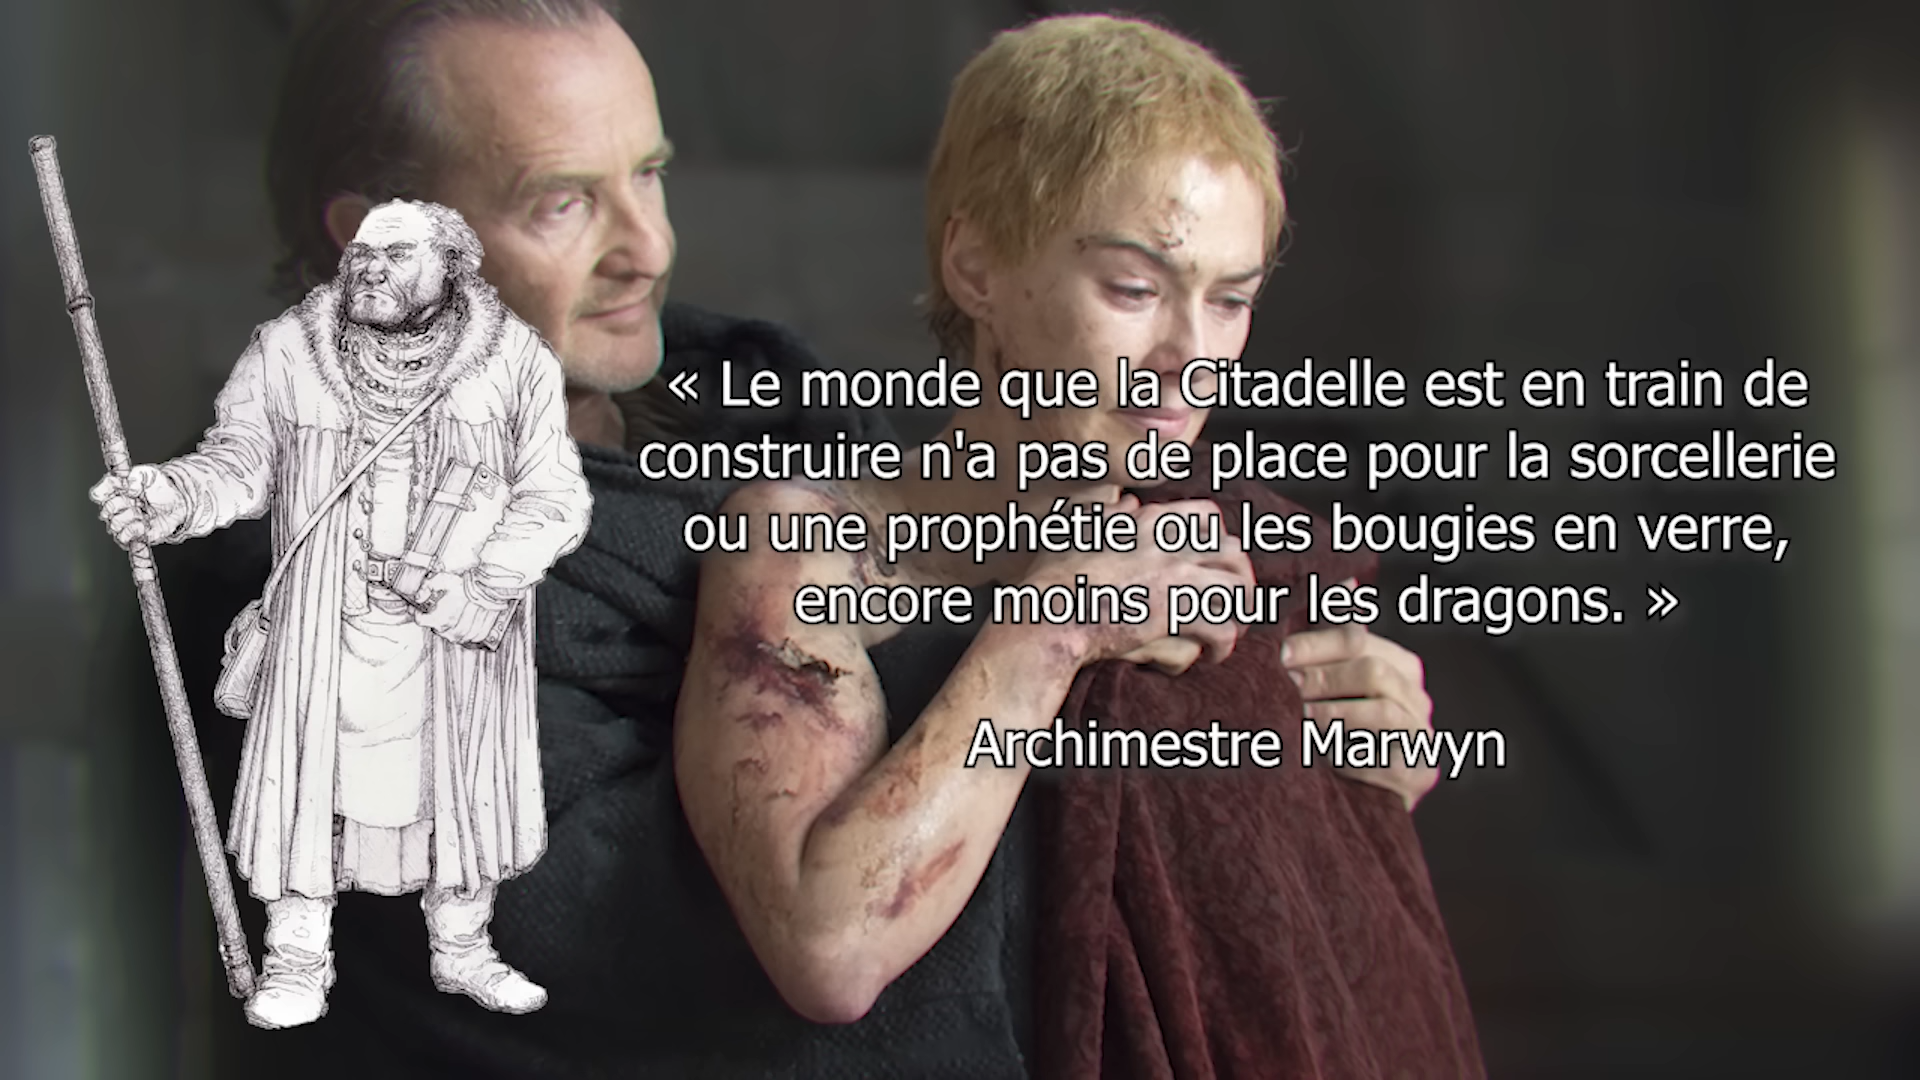 « Le monde que la Citadelle est en train de
construire n'a pas de place pour la sorcellerie
ou une prophétie ou les bougies en verre,
encore moins pour les dragons. »
Archimestre Marwyn